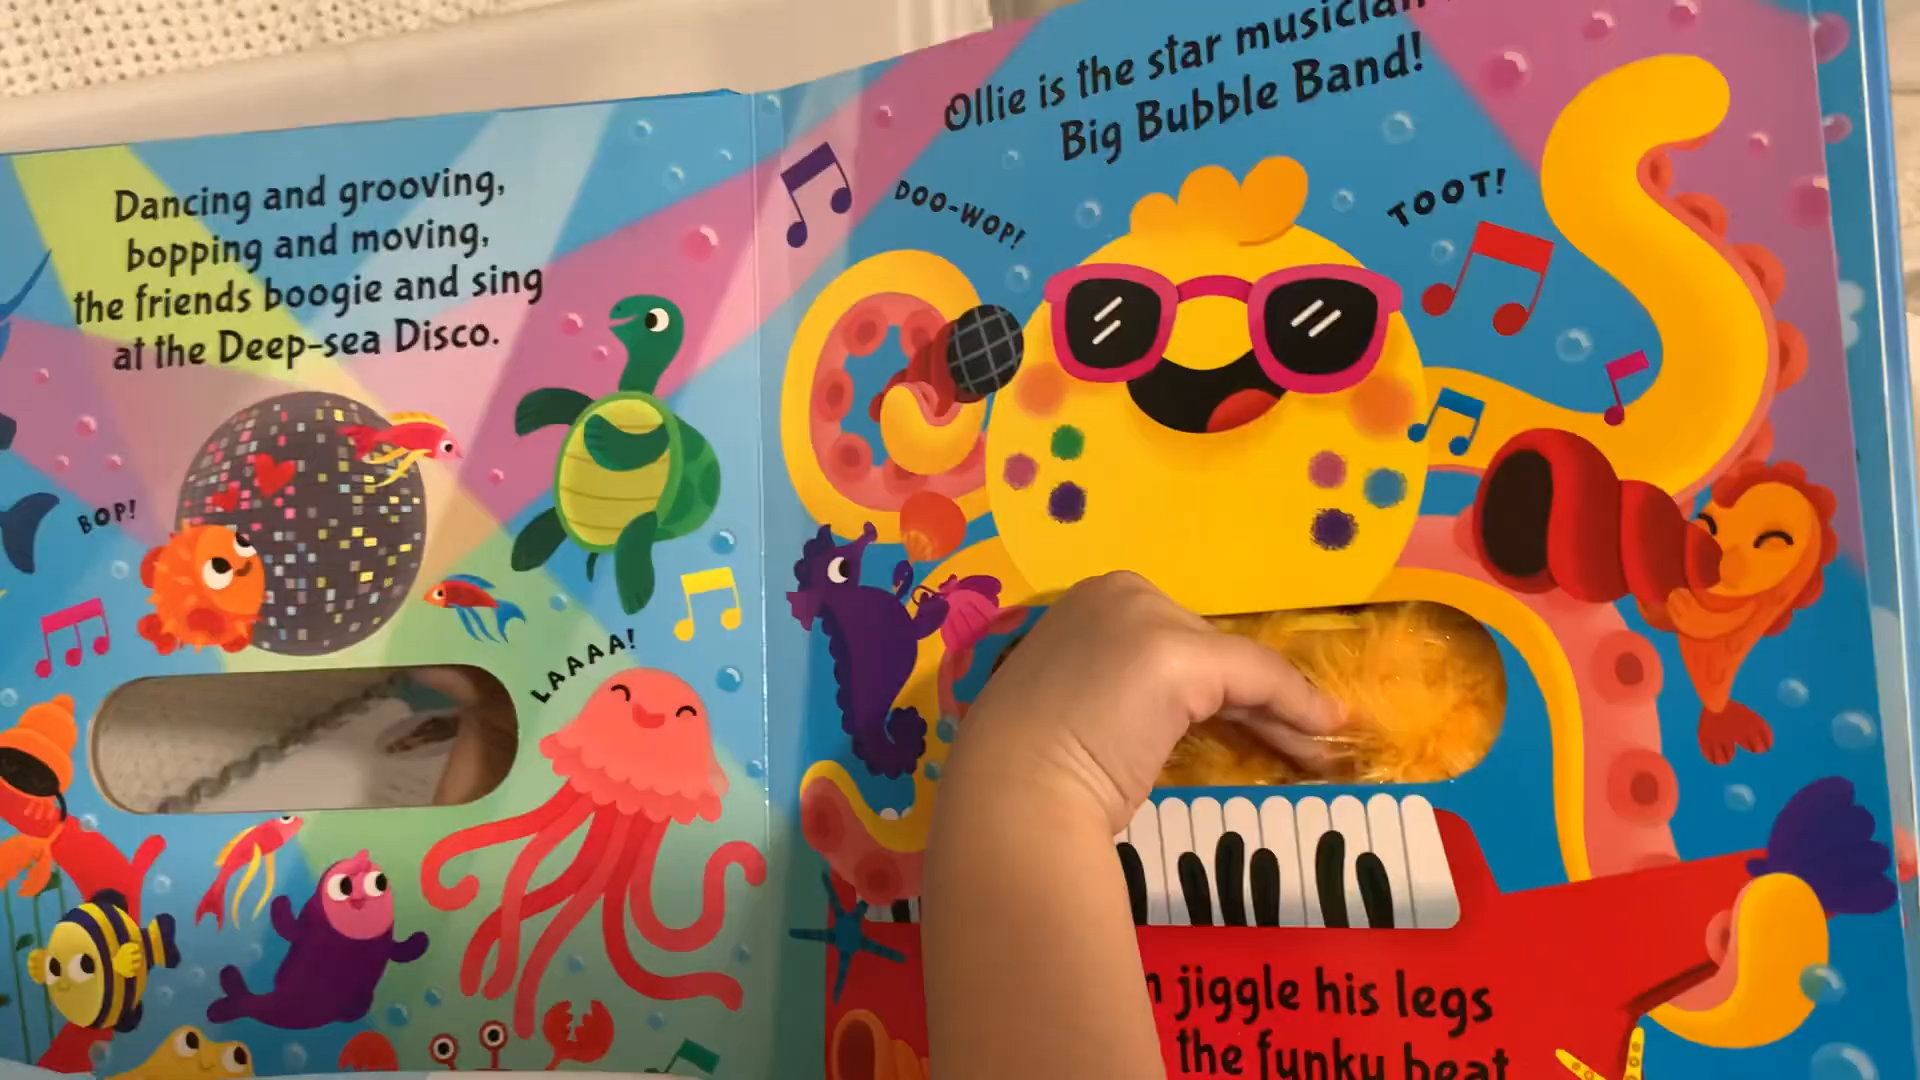 Dancing and grooving,
bopping and moving,
the friends boogie and sing
at the Deep-sea Disco.
BOP!
LAAAA!
Ollie is the star musician
Big Bubble Band!
DOO-WOP!
TOOT!
jiggle his legs
the funky beat